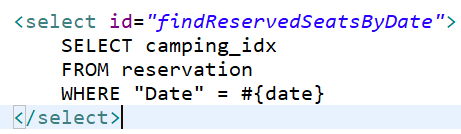 <select id="findReservedSeatsByDate">
SELECT camping_idx
FROM reservation
WHERE "Date" = #{date}
</select>